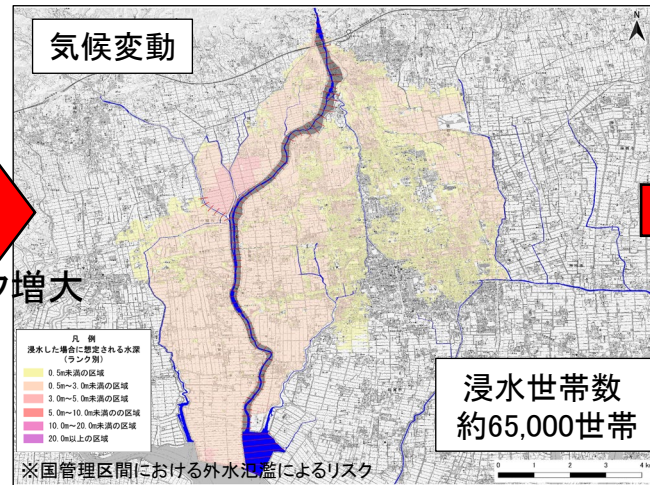 気候変動
N
ク増大
凡 例
浸水した場合に想定される水深
(ランク別)
0.5m未満の区域
0.5m～3.0m未満の区域
3.0m～5.0m未満の区域
5.0m～10.0m未満のの区域
10.0m～20.0m未満の区域
20.0m以上の区域
浸水世帯数
約65,000世帯
※国管理区間における外水氾濫によるリスク
0 1 2 3 4 k